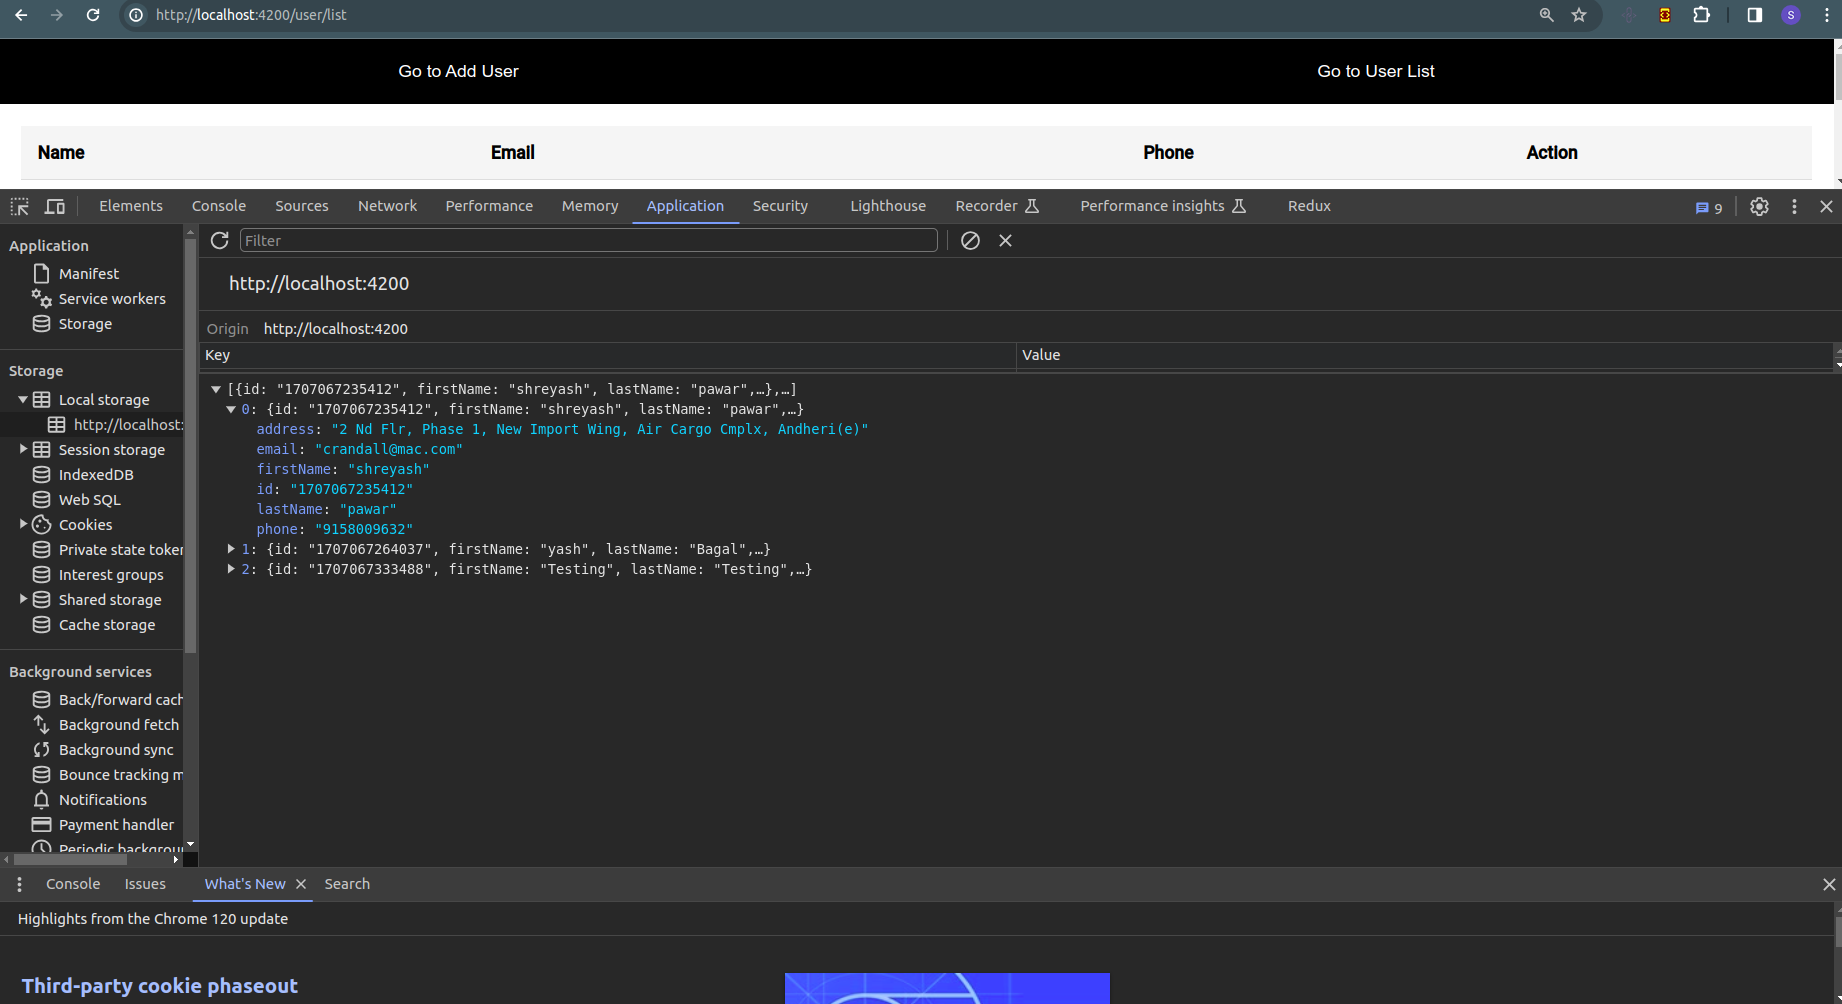 http://localhost:4200/user/list
S
Go to Add User
Go to User List
Name Email Phone Action
Elements Console Sources Network Performance Memory Application Security Lighthouse Recorder Performance insights Redux 9
Application
Manifest
Service workers
Storage
Storage
Local storage
http://localhost:
Session storage
IndexedDB
Web SQL
Cookies
Private state token
Interest groups
Shared storage
Cache storage
Background services
Back/forward cach
Background fetch
Background sync
Bounce tracking m
Notifications
Payment handler
Periodic backgrou
Filter
http://localhost:4200
Origin http://localhost:4200
Key Value
[{id: "1707067235412", firstName: "shreyash", lastName: "pawar",…},…]
0: {id: "1707067235412", firstName: "shreyash", lastName: "pawar",…}
address: "2 Nd Flr, Phase 1, New Import Wing, Air Cargo Cmplx, Andheri(e)"
email: "crandall@mac.com"
firstName: "shreyash"
id: "1707067235412"
lastName: "pawar"
phone: "9158009632"
1: {id: "1707067264037", firstName: "yash", lastName: "Bagal",…}
2: {id: "1707067333488", firstName: "Testing", lastName: "Testing",…}
Console Issues What's New Search
Highlights from the Chrome 120 update
Third-party cookie phaseout